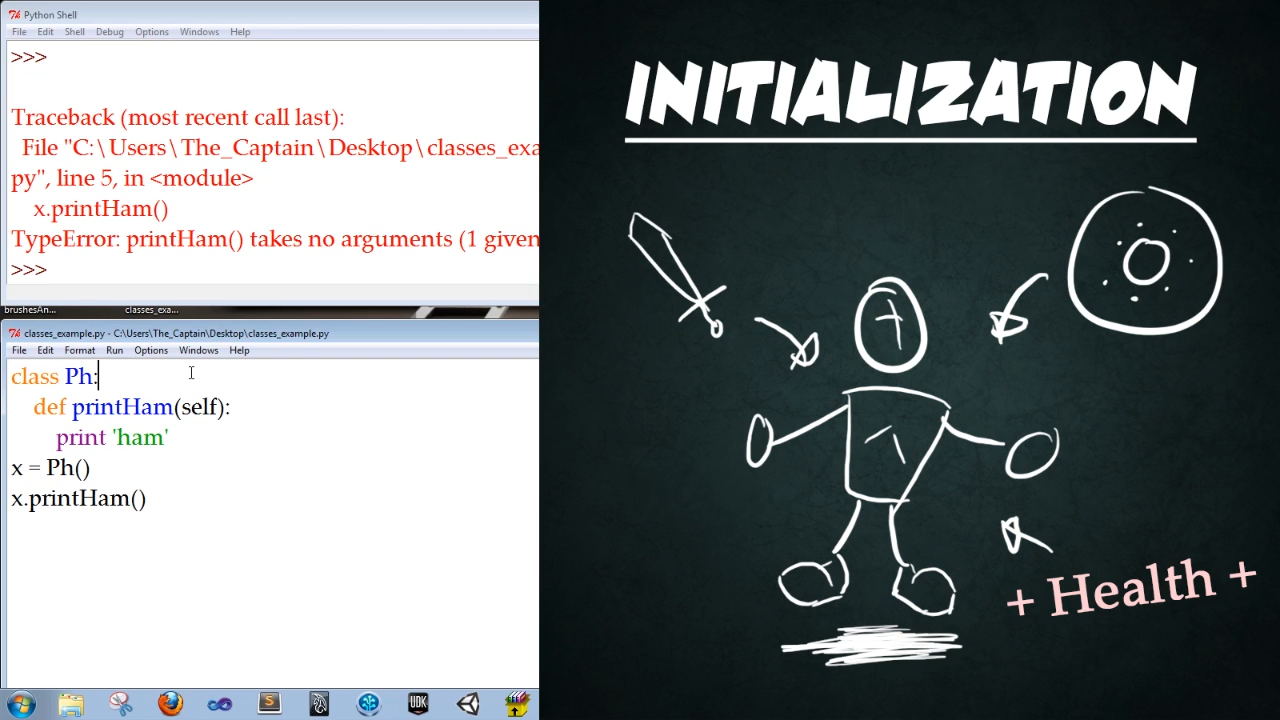 Python Shell
File Edit Shell Debug Options Windows Help
>>>
Traceback (most recent call last):
File "C:\Users\The_Captain\Desktop\classes_exa
py", line 5, in <module>
x.printHam()
TypeError: printHam() takes no arguments (1 given
>>>
brushesAn... classes_exa...
classes_example.py - C:\Users\The_Captain\Desktop\classes_example.py
File Edit Format Run Options Windows Help
class Ph:
def printHam(self):
print 'ham'
x = Ph()
x.printHam()
UDK
INITIALIZATION
+ Health +